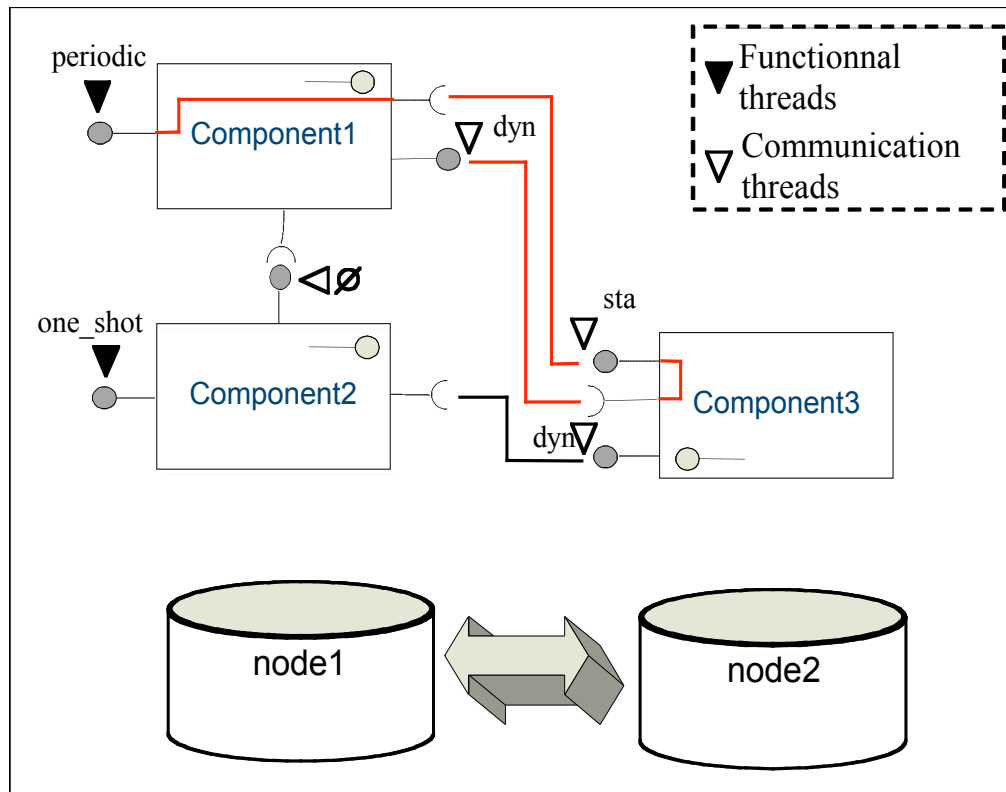 periodic
Functionnal
threads
Communication
threads
Component1
dyn
Ø
sta
one_shot
Component2
Component3
dyn
node1
node2